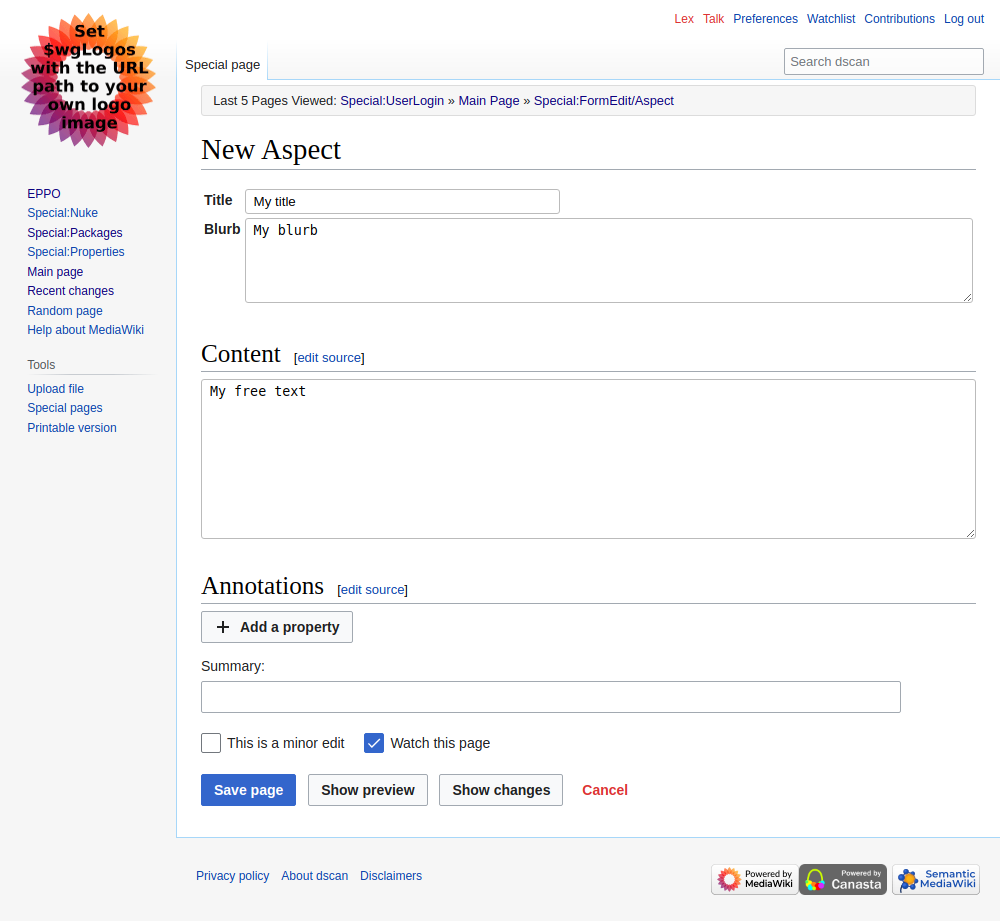 Set
$wgLogos
with the URL
path to your
own logo
image
Lex Talk Preferences Watchlist Contributions Log out
Special page
Search dscan
Last 5 Pages Viewed: Special:UserLogin » Main Page » Special:FormEdit/Aspect
New Aspect
EPPO
Special:Nuke
Special:Packages
Special:Properties
Main page
Recent changes
Random page
Help about MediaWiki
Tools
Upload file
Special pages
Printable version
Title My title
Blurb My blurb
Content [edit source]
My free text
Annotations [edit source]
Add a property
Summary:
This is a minor edit Watch this page
Save page Show preview Show changes Cancel
Privacy policy About dscan Disclaimers
Powered by
MediaWiki
Powered by
Canasta
Semantic
MediaWiki